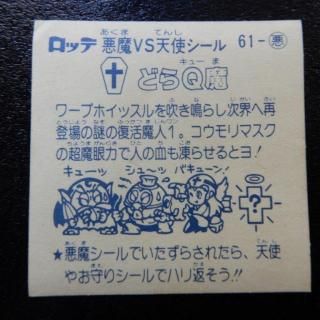 ロッテ 悪魔VS天使シール 61-悪
どうQ魔
ワープホイッスルを吹き鳴らし次界へ再
登場の謎の復活魔人1。コウモリマスク
の超魔眼力で人の血も凍らせるとヨ!
キューッ シューッ バキューン!
★悪魔シールでいたずらされたら、天使
やお守りシールでハリ返そう!!